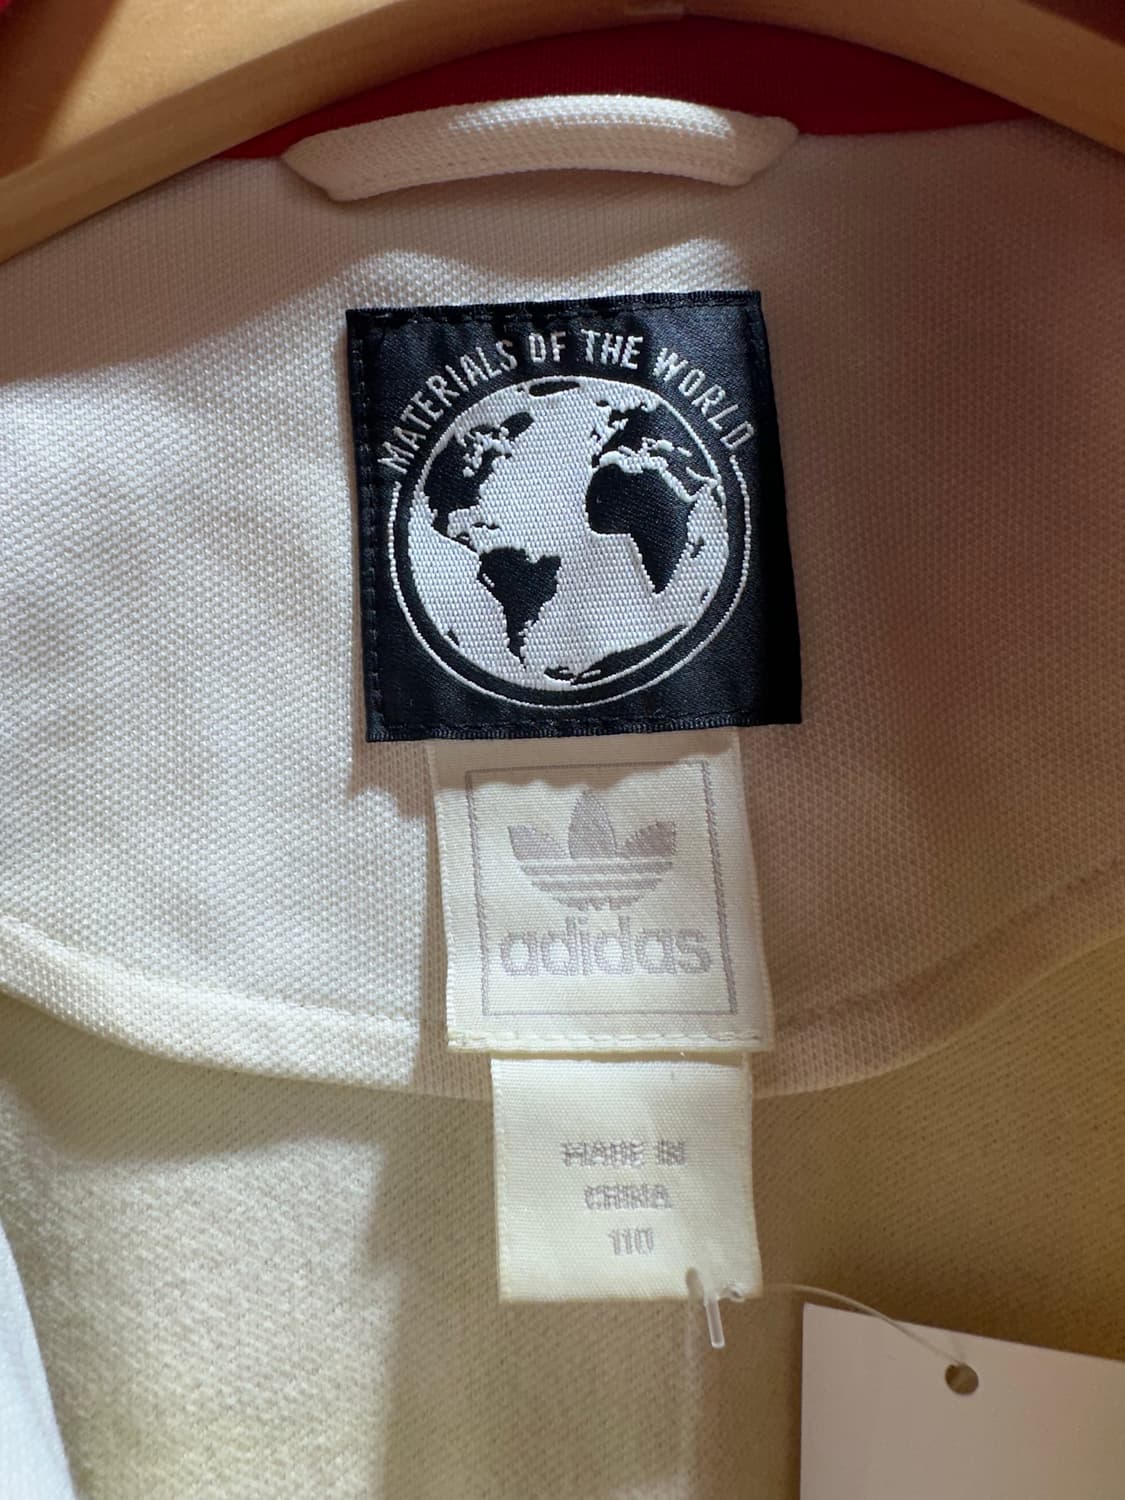 MATERIALS OF THE WORLD
adidas
MADE IN
CHINA
110